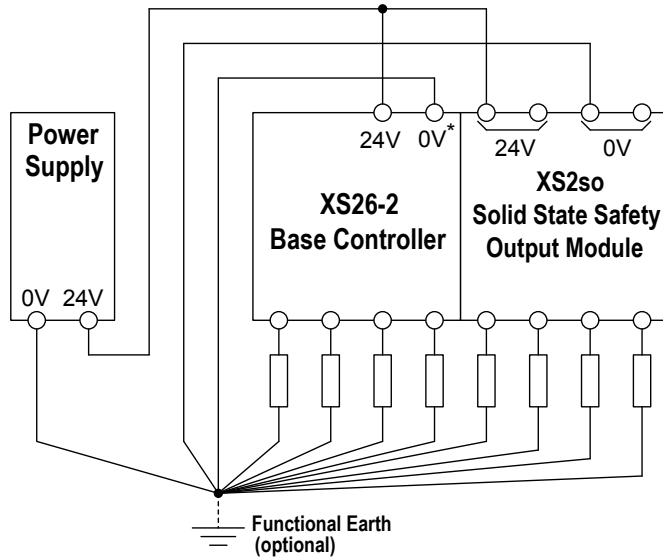 24V
0V*
24V
0V
Power
Supply
XS26-2
Base Controller
XS2so
Solid State Safety
Output Module
0V
24V
Functional Earth
(optional)